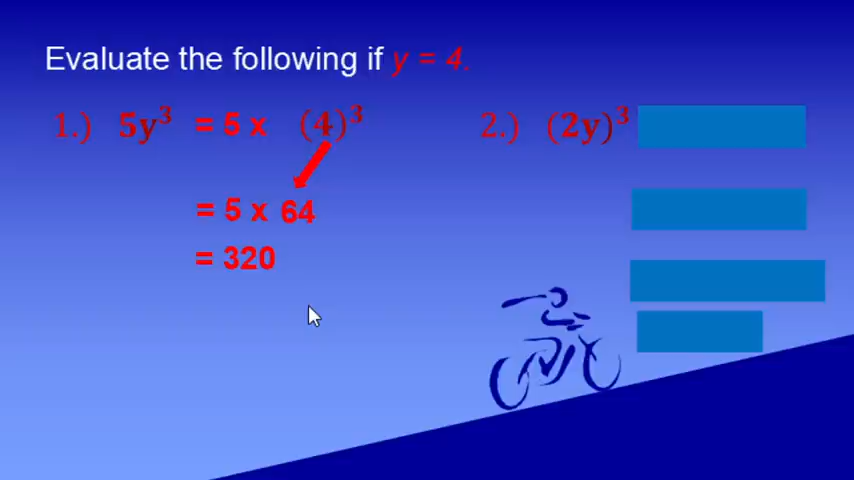 Evaluate the following if y = 4.
1.) 5y³ = 5 x (4)³ 2.) (2y)³
= 5 x 64
= 320